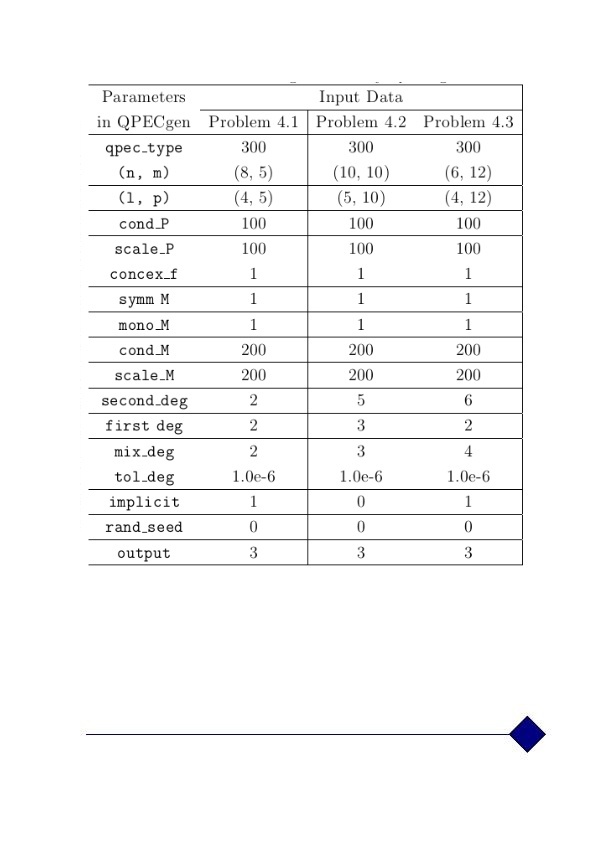 Parameters Input Data
in QPECgen Problem 4.1 Problem 4.2 Problem 4.3
qpec_type 300 300 300
(n, m) (8, 5) (10, 10) (6, 12)
(l, p) (4, 5) (5, 10) (4, 12)
cond_P 100 100 100
scale_P 100 100 100
concex_f 1 1 1
symm M 1 1 1
mono_M 1 1 1
cond_M 200 200 200
scale_M 200 200 200
second_deg 2 5 6
first deg 2 3 2
mix_deg 2 3 4
tol_deg 1.0e-6 1.0e-6 1.0e-6
implicit 1 0 1
rand_seed 0 0 0
output 3 3 3